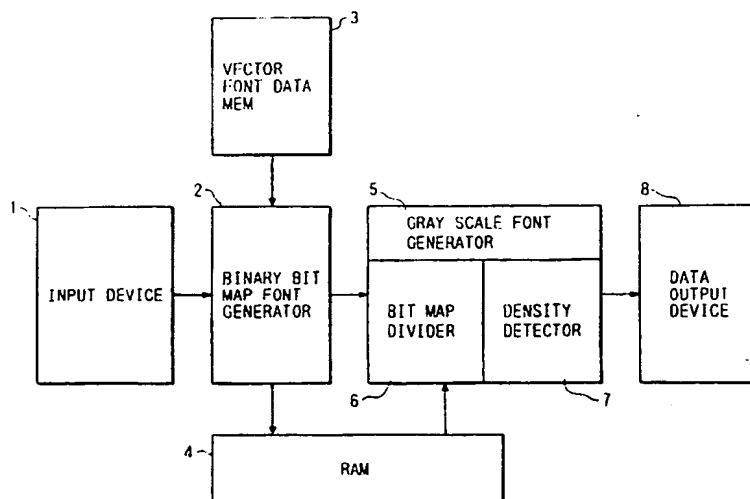 3
VECTOR
FONT DATA
MEM
1
INPUT DEVICE
2
BINARY BIT
MAP FONT
GENERATOR
5
GRAY SCALE FONT
GENERATOR
BIT MAP
DIVIDER
DENSITY
DETECTOR
6
7
8
DATA
OUTPUT
DEVICE
4
RAM